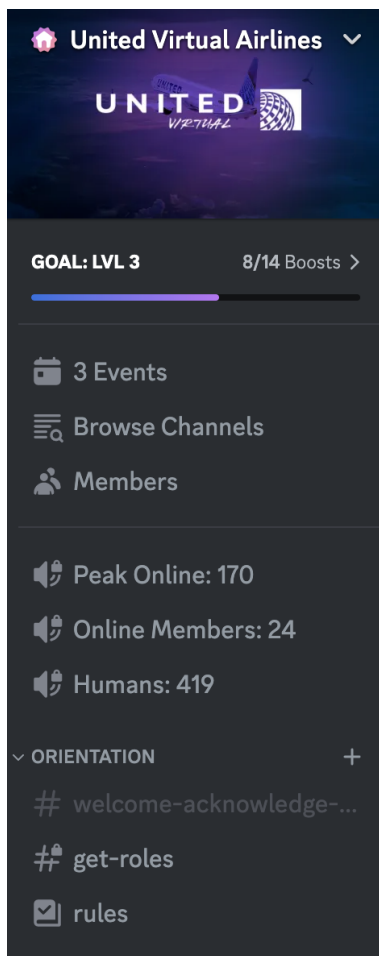 United Virtual Airlines
UNITED
VIRTUAL
GOAL: LVL 3 8/14 Boosts
3 Events
Browse Channels
Members
Peak Online: 170
Online Members: 24
Humans: 419
ORIENTATION
welcome-acknowledge-...
get-roles
rules